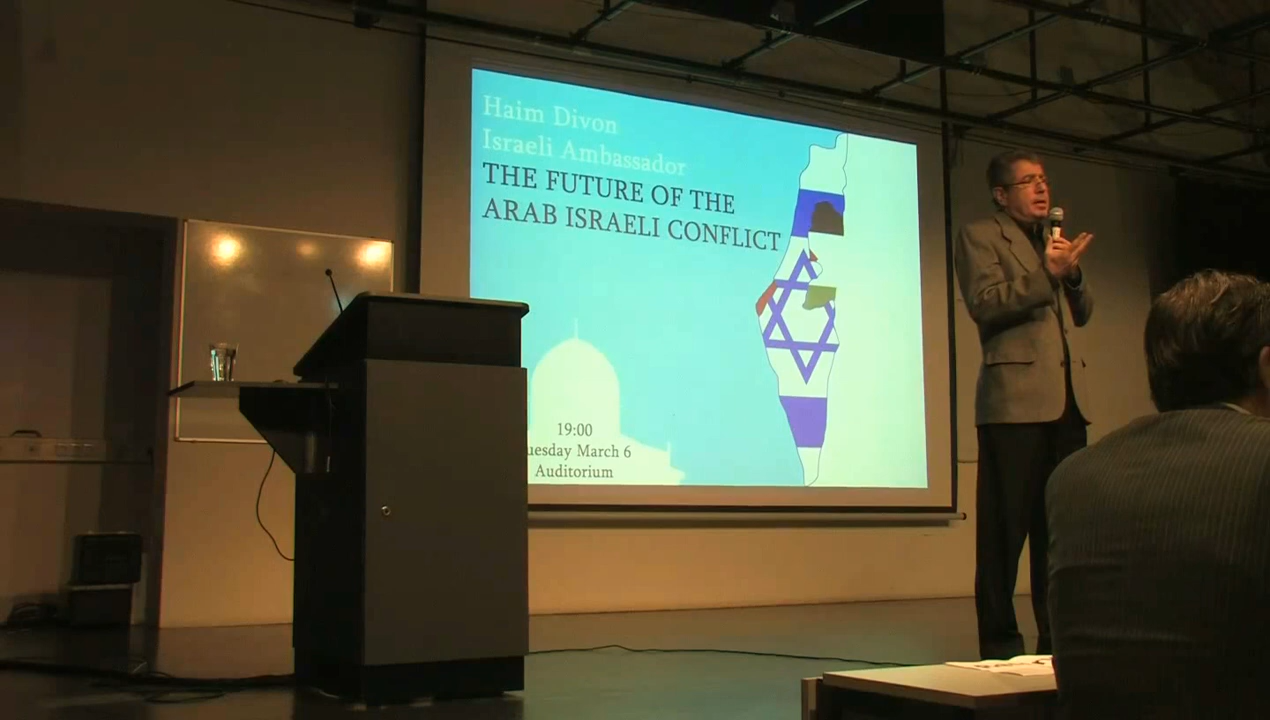 Haim Divon
Israeli Ambassador
THE FUTURE OF THE
ARAB ISRAELI CONFLICT
19:00
uesday March 6
Auditorium